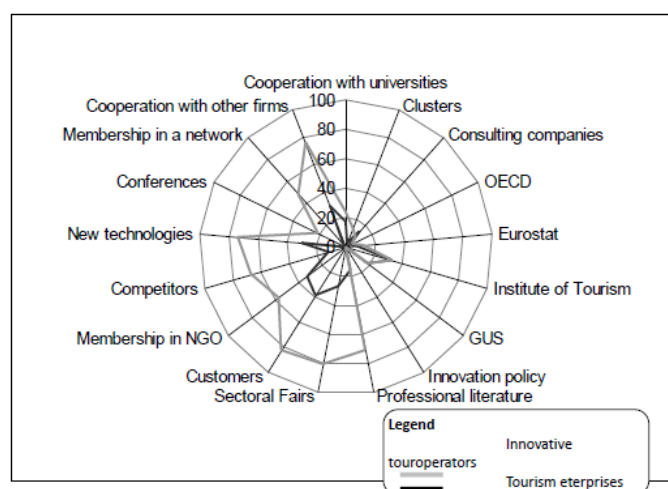 Cooperation with universities
Cooperation with other firms
100
Clusters
Membership in a network
80
Consulting companies
60
Conferences
40
OECD
New technologies
20
Eurostat
0
Competitors
Institute of Tourism
Membership in NGO
GUS
Customers
Innovation policy
Sectoral Fairs
Professional literature
Legend
Innovative
touroperators
Tourism eterprises